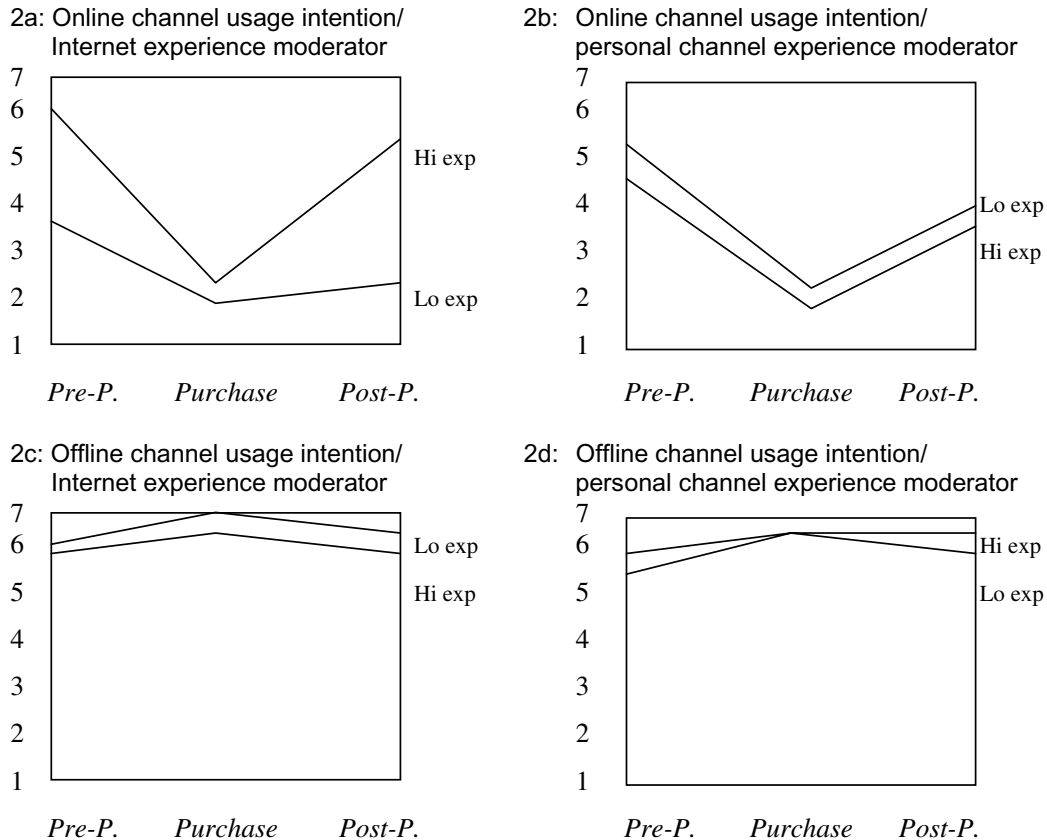 2a: Online channel usage intention/
Internet experience moderator
7
6
5
4
3
2
1
Hi exp
Lo exp
Pre-P. Purchase Post-P.
2b: Online channel usage intention/
personal channel experience moderator
7
6
5
4
3
2
1
Lo exp
Hi exp
Pre-P. Purchase Post-P.
2c: Offline channel usage intention/
Internet experience moderator
7
6
5
4
3
2
1
Lo exp
Hi exp
Pre-P. Purchase Post-P.
2d: Offline channel usage intention/
personal channel experience moderator
7
6
5
4
3
2
1
Hi exp
Lo exp
Pre-P. Purchase Post-P.